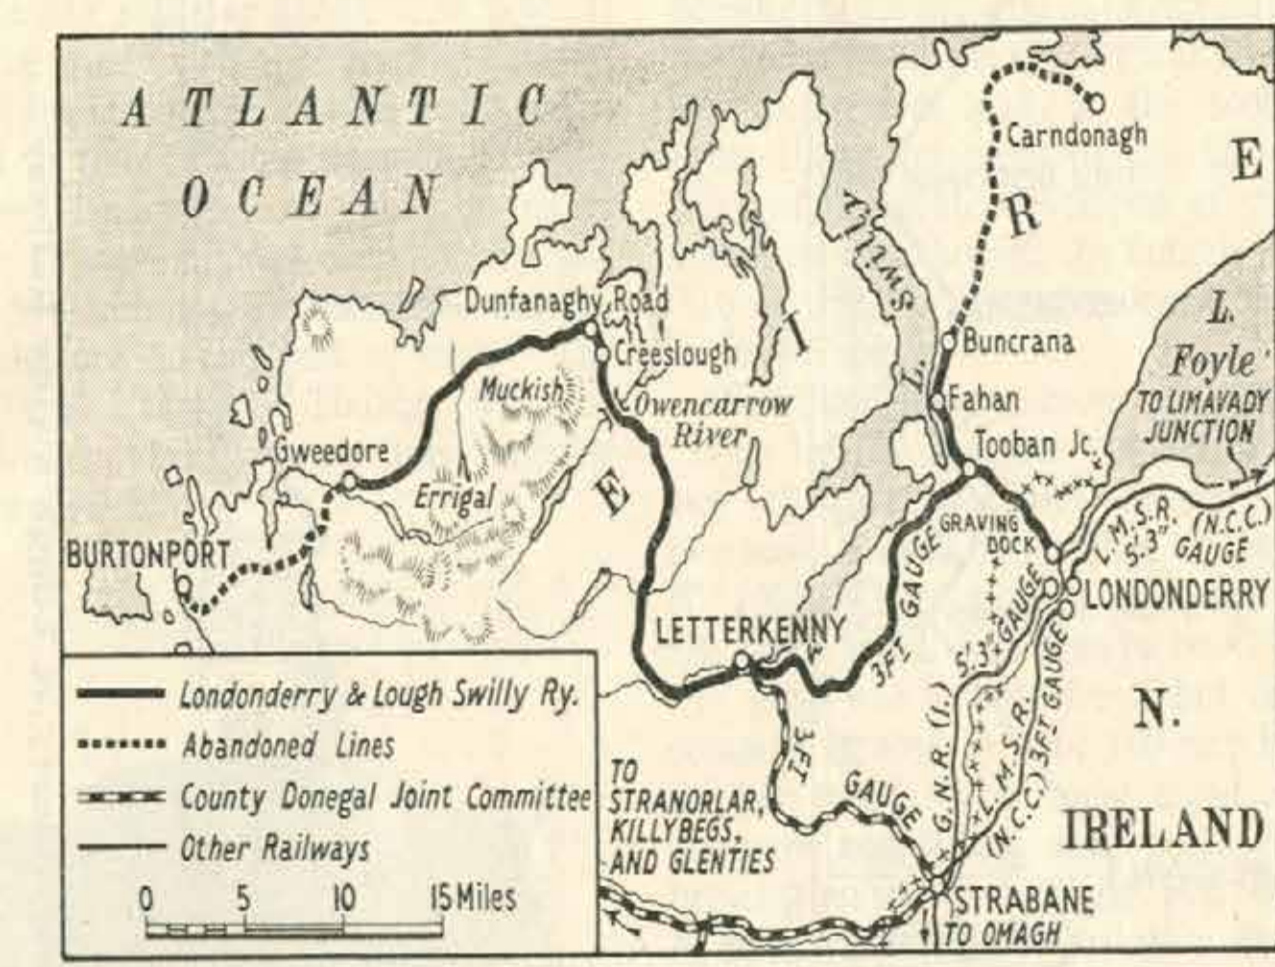 ATLANTIC
OCEAN
Carndonagh
E
R
Swilly
L.
Dunfanaghy Road
Creeslough
Buncrana
L.
Foyle
Muckish
Owencarrow
River
I
Fahan
TO LIMAVADY
JUNCTION
Gweedore
Tooban Jc.
Errigal
E
GRAVING
DOCK
L.M.S.R. (N.C.C.)
5'.3" GAUGE
BURTONPORT
3FT GAUGE
LONDONDERRY
LETTERKENNY
G.N.R. (I.) 5'.3" GAUGE
L.M.S.R.
(N.C.C.) 3FT GAUGE
N.
IRELAND
3FT GAUGE
TO
STRANORLAR,
KILLYBEGS,
AND GLENTIES
STRABANE
TO OMAGH
Londonderry & Lough Swilly Ry.
Abandoned Lines
County Donegal Joint Committee
Other Railways
0 5 10 15 Miles